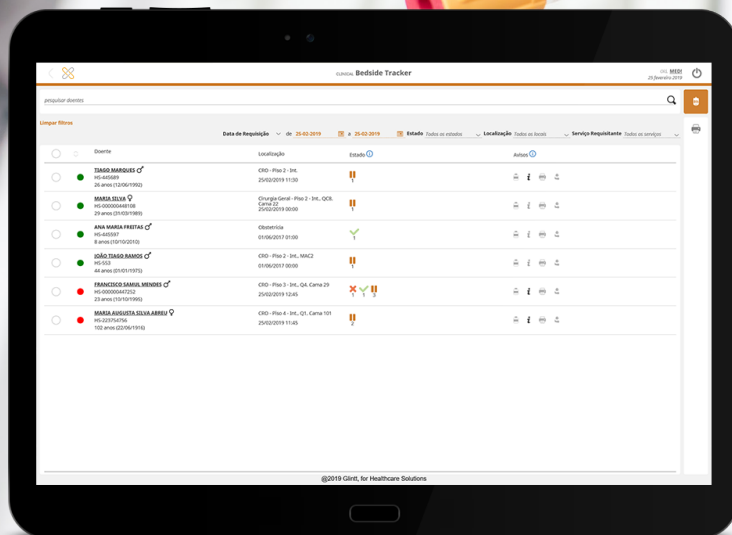 CLINICAL Bedside Tracker
MEDI
25 fevereiro 2019
pesquisar doentes
Limpar filtros
Data de Requisição de 25-02-2019 a 25-02-2019 Estado Todos os estados Localização Todos os locais Serviço Requisitante Todos os serviços
Doente Localização Estado Avisos
TIAGO MARQUES
HS-445689
26 anos (12/06/1992)
CRO - Piso 2 - Int.
25/02/2019 11:30
1
MARIA SILVA
HS-000000448108
29 anos (31/03/1989)
Cirurgia Geral - Piso 2 - Int., QC8.
Cama 22
25/02/2019 00:00
1
ANA MARIA FREITAS
HS-445597
8 anos (10/10/2010)
Obstetrícia
01/06/2017 01:00
1
JOÃO TIAGO RAMOS
HS-553
44 anos (01/01/1975)
CRO - Piso 2 - Int., MAC2
01/06/2017 00:00
1
FRANCISCO SAMUL MENDES
HS-000000447252
23 anos (10/10/1995)
CRO - Piso 3 - Int., Q4. Cama 29
25/02/2019 12:45
1 1 3
MARIA AUGUSTA SILVA ABREU
HS-223754756
102 anos (22/06/1916)
CRO - Piso 4 - Int., Q1. Cama 101
25/02/2019 11:45
2
@2019 Glintt, for Healthcare Solutions